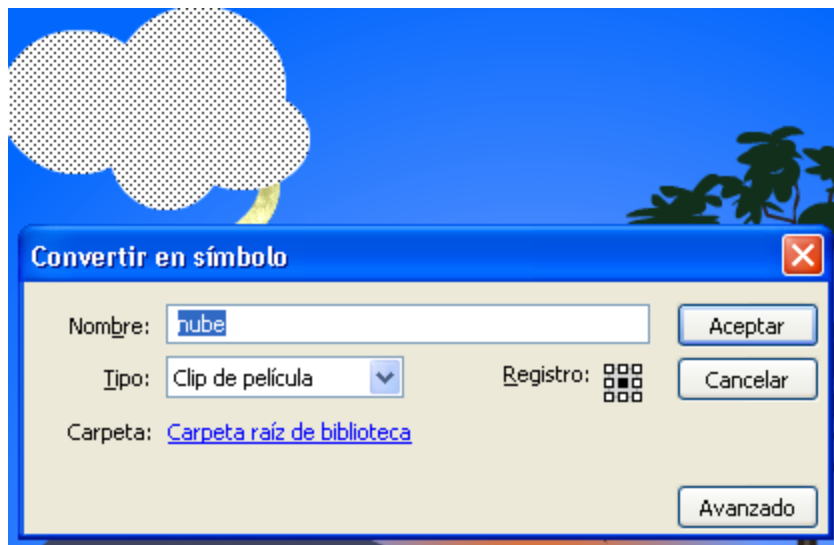 Convertir en símbolo
Nombre: nube Aceptar
Tipo: Clip de película Registro: Cancelar
Carpeta: Carpeta raíz de biblioteca
Avanzado